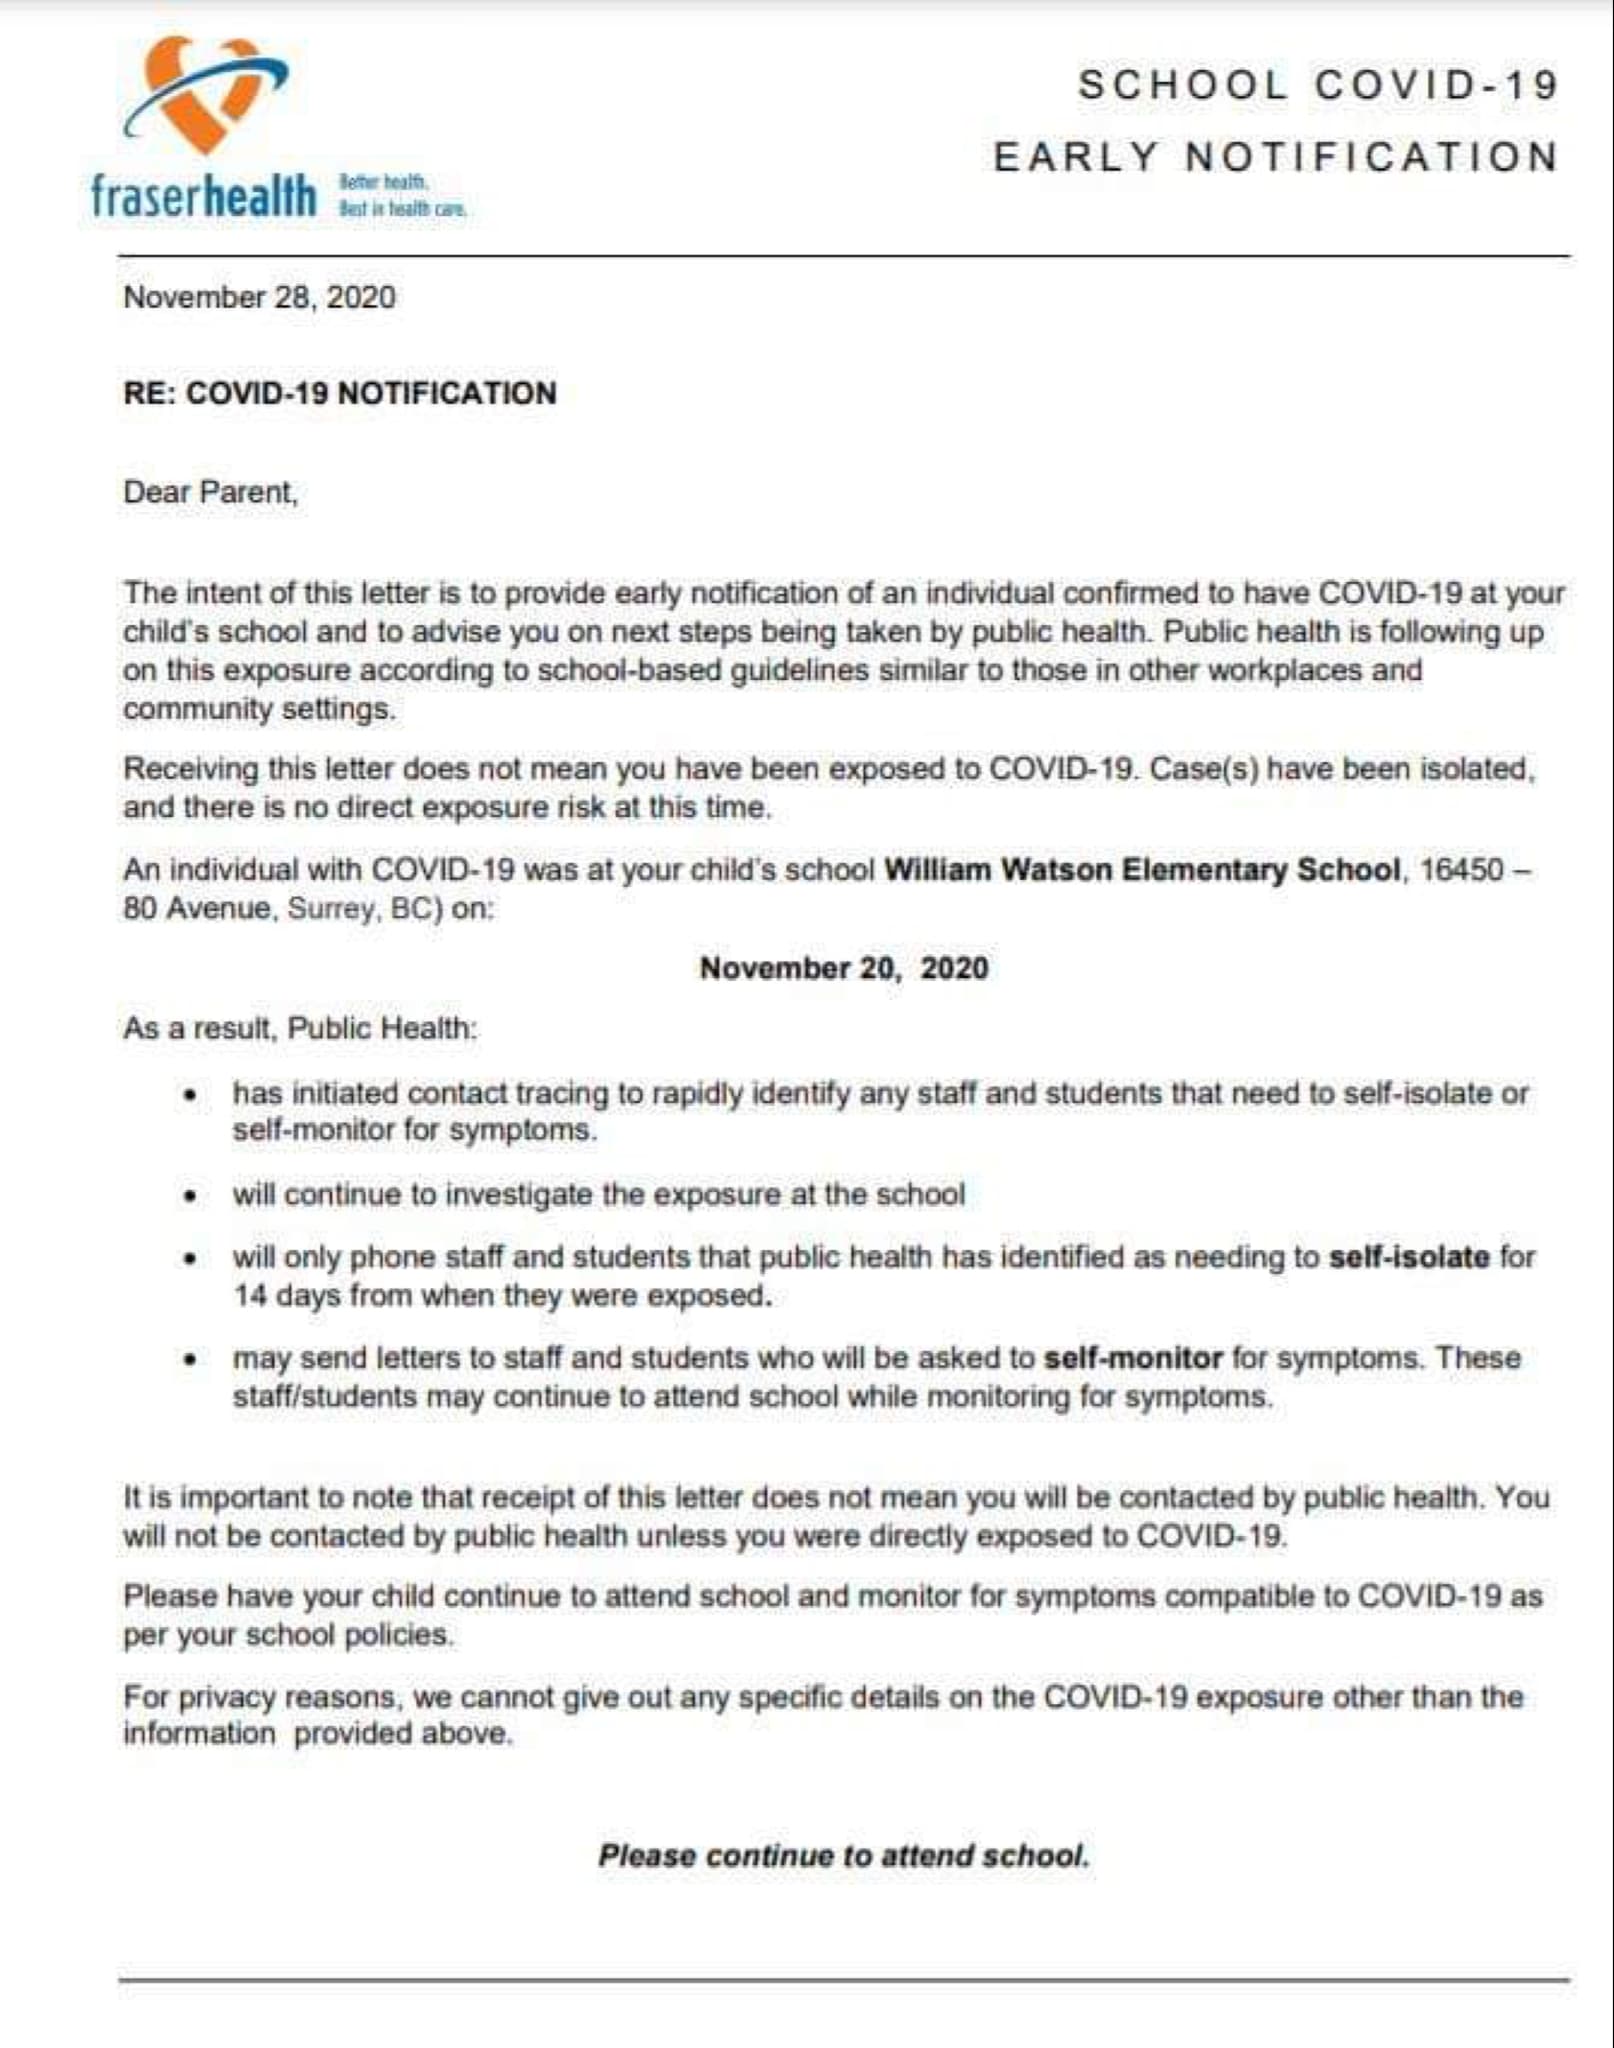 SCHOOL COVID-19
EARLY NOTIFICATION
fraserhealth
Better health.
Best in health care.
November 28, 2020
RE: COVID-19 NOTIFICATION
Dear Parent,
The intent of this letter is to provide early notification of an individual confirmed to have COVID-19 at your
child's school and to advise you on next steps being taken by public health. Public health is following up
on this exposure according to school-based guidelines similar to those in other workplaces and
community settings.
Receiving this letter does not mean you have been exposed to COVID-19. Case(s) have been isolated,
and there is no direct exposure risk at this time.
An individual with COVID-19 was at your child's school William Watson Elementary School, 16450 –
80 Avenue, Surrey, BC) on:
November 20,  2020
As a result, Public Health:
• has initiated contact tracing to rapidly identify any staff and students that need to self-isolate or
self-monitor for symptoms.
• will continue to investigate the exposure at the school
• will only phone staff and students that public health has identified as needing to self-isolate for
14 days from when they were exposed.
• may send letters to staff and students who will be asked to self-monitor for symptoms. These
staff/students may continue to attend school while monitoring for symptoms.
It is important to note that receipt of this letter does not mean you will be contacted by public health. You
will not be contacted by public health unless you were directly exposed to COVID-19.
Please have your child continue to attend school and monitor for symptoms compatible to COVID-19 as
per your school policies.
For privacy reasons, we cannot give out any specific details on the COVID-19 exposure other than the
information  provided above.
Please continue to attend school.